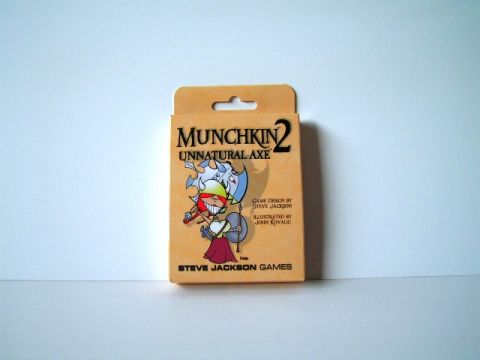 MUNCHKIN 2
UNNATURAL AXE
GAME DESIGN BY
STEVE JACKSON
ILLUSTRATED BY
JOHN KOVALIC
STEVE JACKSON GAMES